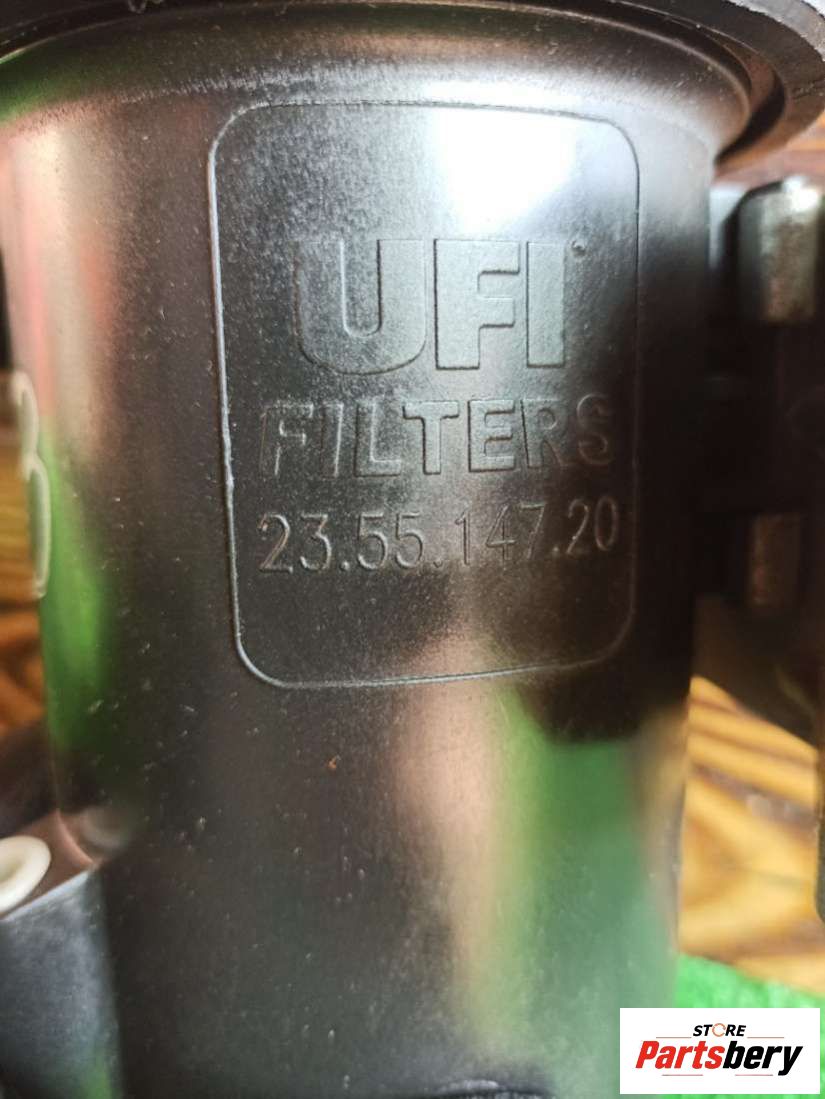 UFI
FILTERS
23.55.147.20
STORE
Partsbery